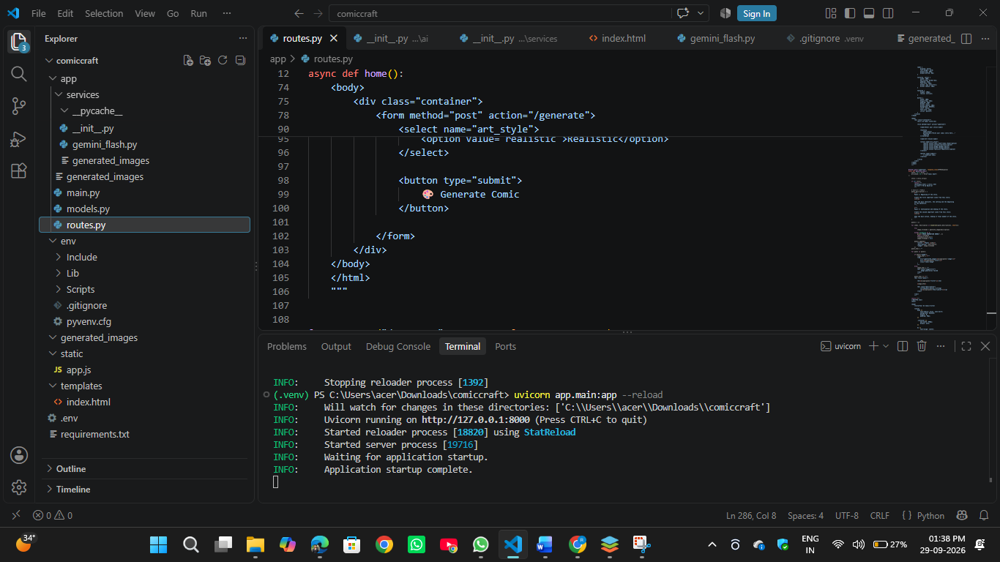 File Edit Selection View Go Run ··· comiccraft Sign In
Explorer ···
3
comiccraft
app
services
__pycache__
__init__.py
gemini_flash.py
generated_images
generated_images
main.py
models.py
routes.py
env
Include
Lib
Scripts
.gitignore
pyvenv.cfg
generated_images
static
JS app.js
templates
index.html
.env
requirements.txt
Outline
Timeline
routes.py __init__.py ...\ai __init__.py ...\services index.html gemini_flash.py .gitignore .venv generated_ ···
app > routes.py
12 async def home():
74 <body>
75 <div class="container">
78 <form method="post" action="/generate">
90 <select name="art_style">
95 <option value="realistic">Realistic</option>
96 </select>
97
98 <button type="submit">
99 🎨 Generate Comic
100 </button>
101
102 </form>
103 </div>
104 </body>
105 </html>
106 """
107
108
Problems Output Debug Console Terminal Ports uvicorn ···
INFO: Stopping reloader process [1392]
(.venv) PS C:\Users\acer\Downloads\comiccraft> uvicorn app.main:app --reload
INFO: Will watch for changes in these directories: ['C:\\Users\\acer\\Downloads\\comiccraft']
INFO: Uvicorn running on http://127.0.0.1:8000 (Press CTRL+C to quit)
INFO: Started reloader process [18820] using StatReload
INFO: Started server process [19716]
INFO: Waiting for application startup.
INFO: Application startup complete.
0 0 Ln 286, Col 8 Spaces: 4 UTF-8 CRLF { } Python
34° ENG IN 27% 01:38 PM 29-09-2026